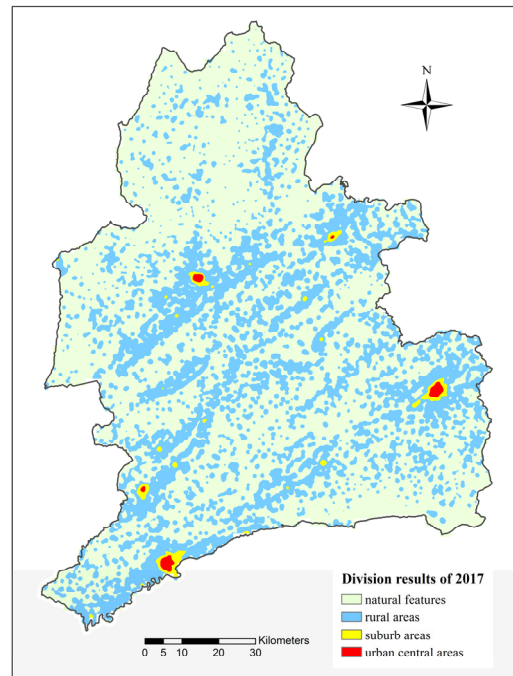 N
Division results of 2017
natural features
rural areas
suburb areas
urban central areas
Kilometers
0 5 10 20 30